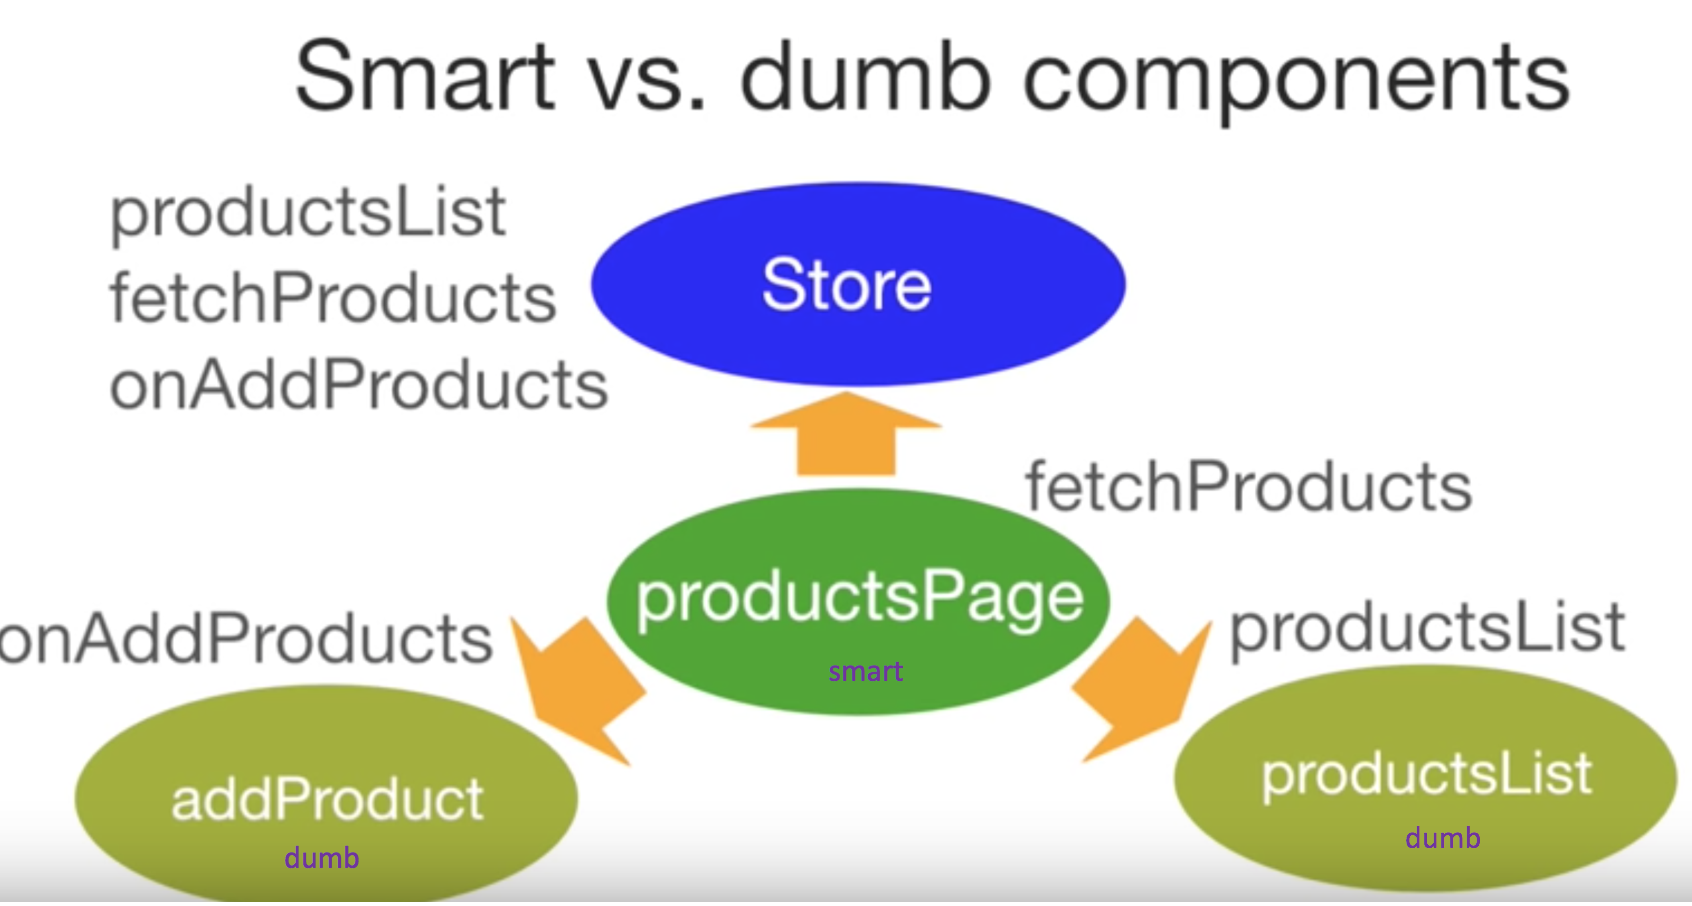 Smart vs. dumb components
productsList
fetchProducts
onAddProducts
Store
fetchProducts
productsPage
smart
onAddProducts
productsList
addProduct
dumb
productsList
dumb